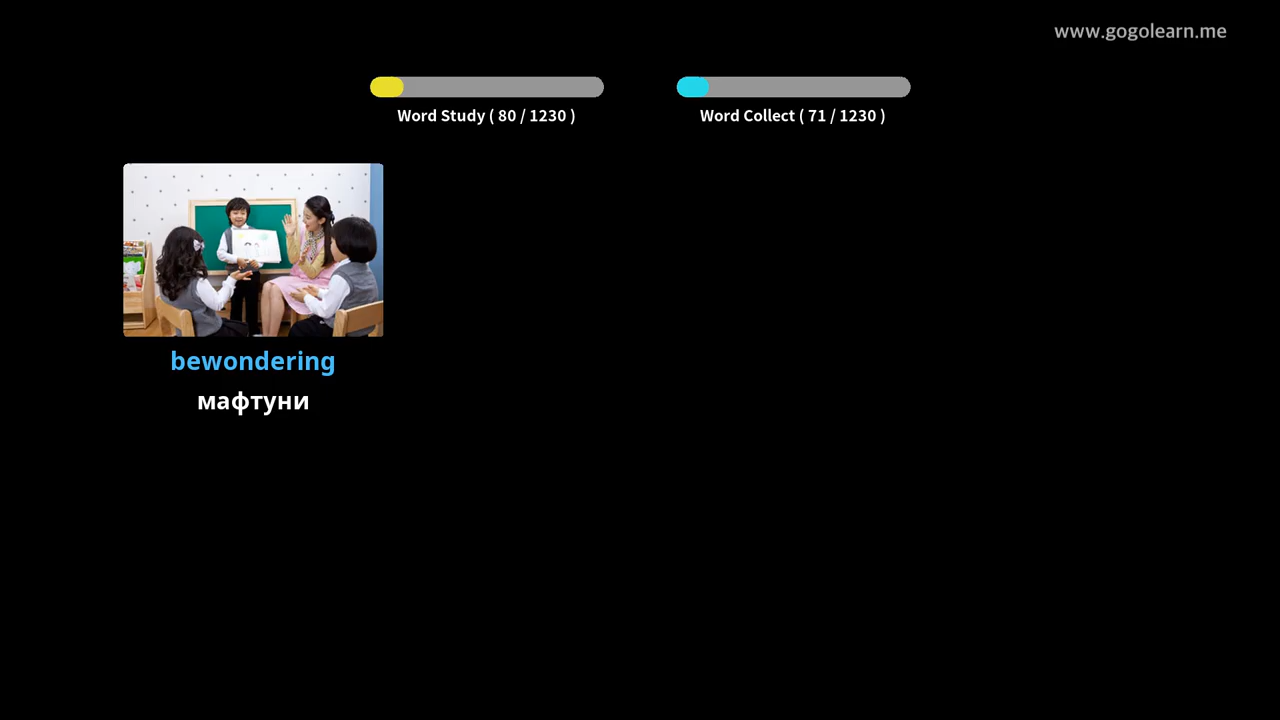 www.gogolearn.me
Word Study ( 80 / 1230 )
Word Collect ( 71 / 1230 )
bewondering
мафтуни